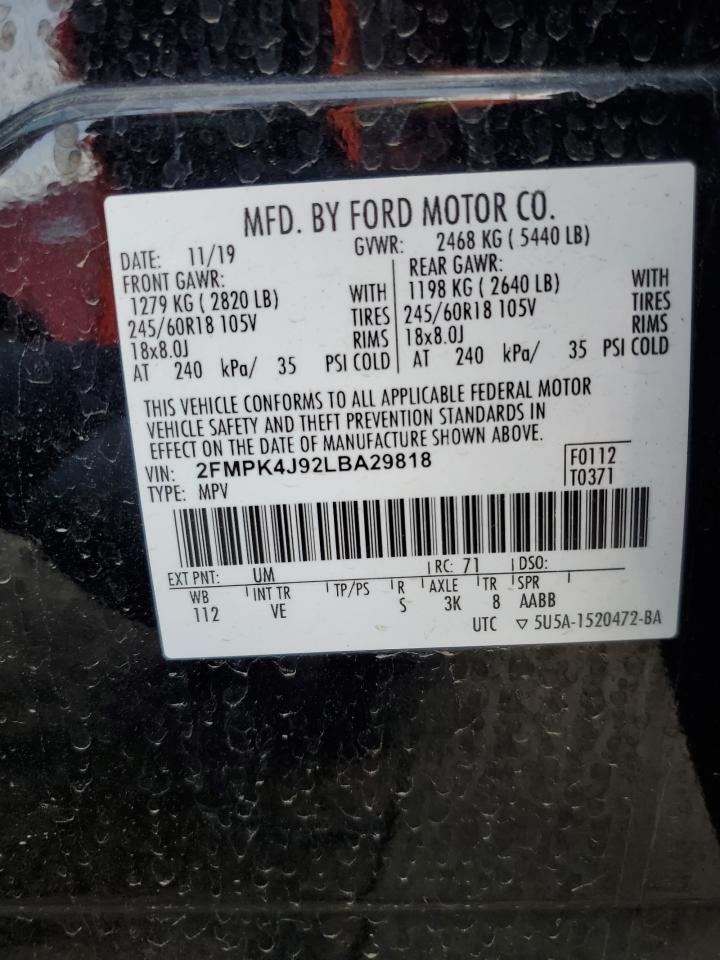 MFD. BY FORD MOTOR CO.
DATE: 11/19 GVWR: 2468 KG ( 5440 LB)
FRONT GAWR: REAR GAWR:
1279 KG ( 2820 LB) WITH 1198 KG ( 2640 LB) WITH
245/60R18 105V TIRES 245/60R18 105V TIRES
18x8.0J RIMS 18x8.0J RIMS
AT 240 kPa/ 35 PSI COLD AT 240 kPa/ 35 PSI COLD
THIS VEHICLE CONFORMS TO ALL APPLICABLE FEDERAL MOTOR
VEHICLE SAFETY AND THEFT PREVENTION STANDARDS IN
EFFECT ON THE DATE OF MANUFACTURE SHOWN ABOVE.
VIN: 2FMPK4J92LBA29818 F0112
TYPE: MPV T0371
EXT PNT: UM RC: 71 DSO:
WB INT TR TP/PS R AXLE TR SPR
112 VE S 3K 8 AABB
UTC ▽ 5U5A-1520472-BA